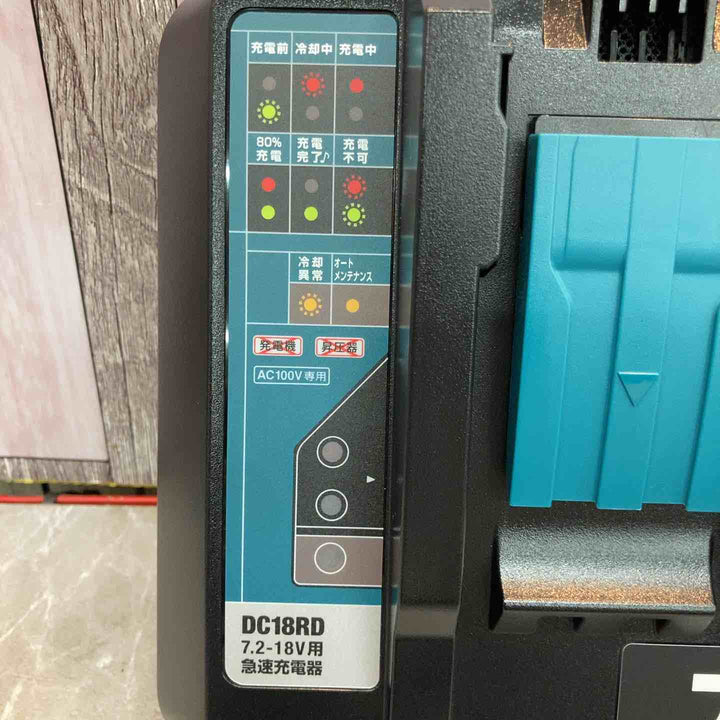 充電前 冷却中 充電中
80%充電 充電完了♪ 充電不可
冷却異常 オートメンテナンス
発電機 昇圧器
AC100V専用
DC18RD
7.2-18V用
急速充電器